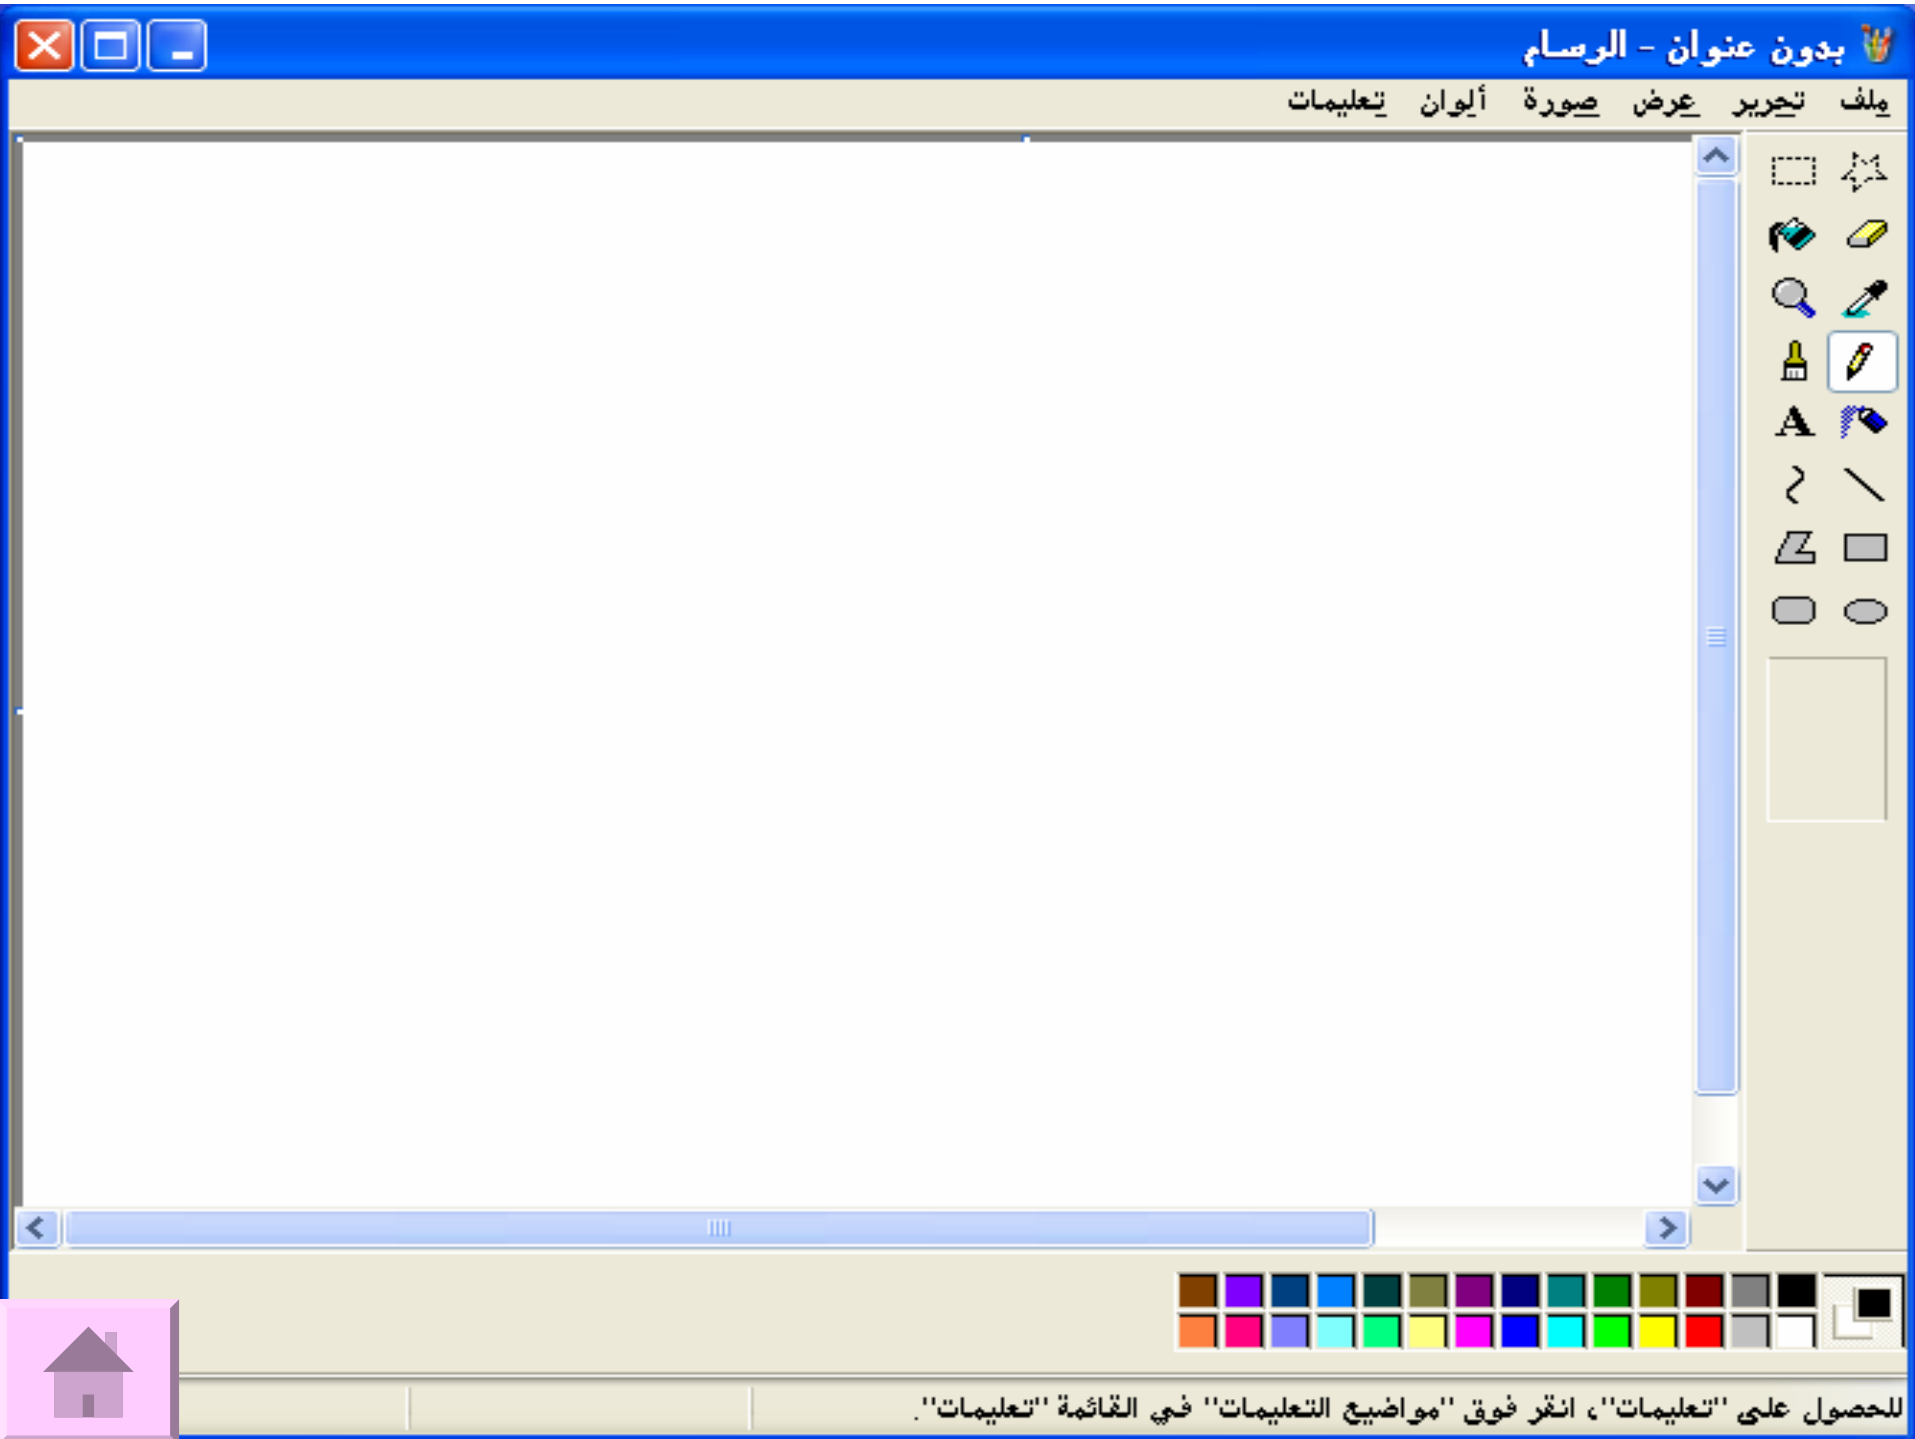 بدون عنوان - الرسام
ملف تحرير عرض صورة ألوان تعليمات
A
للحصول على "تعليمات"، انقر فوق "مواضيع التعليمات" في القائمة "تعليمات".